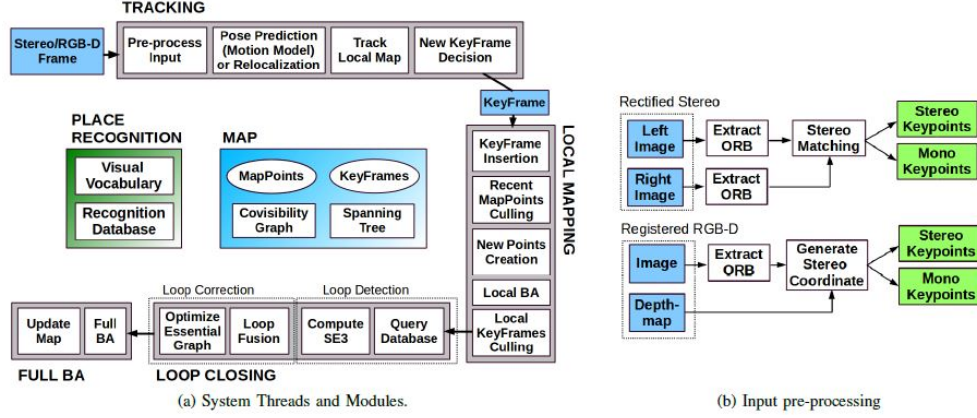 TRACKING
Stereo/RGB-D
Frame
Pre-process
Input
Pose Prediction
(Motion Model)
or Relocalization
Track
Local Map
New KeyFrame
Decision
KeyFrame
PLACE
RECOGNITION
Visual
Vocabulary
Recognition
Database
MAP
MapPoints
KeyFrames
Covisibility
Graph
Spanning
Tree
LOCAL MAPPING
KeyFrame
Insertion
Recent
MapPoints
Culling
New Points
Creation
Local BA
Local
KeyFrames
Culling
Loop Correction
Loop Detection
Optimize
Essential
Graph
Loop
Fusion
Compute
SE3
Query
Database
Update
Map
Full
BA
FULL BA
LOOP CLOSING
(a) System Threads and Modules.
Rectified Stereo
Left
Image
Extract
ORB
Stereo
Matching
Stereo
Keypoints
Mono
Keypoints
Right
Image
Extract
ORB
Registered RGB-D
Image
Extract
ORB
Generate
Stereo
Coordinate
Stereo
Keypoints
Mono
Keypoints
Depth-
map
(b) Input pre-processing